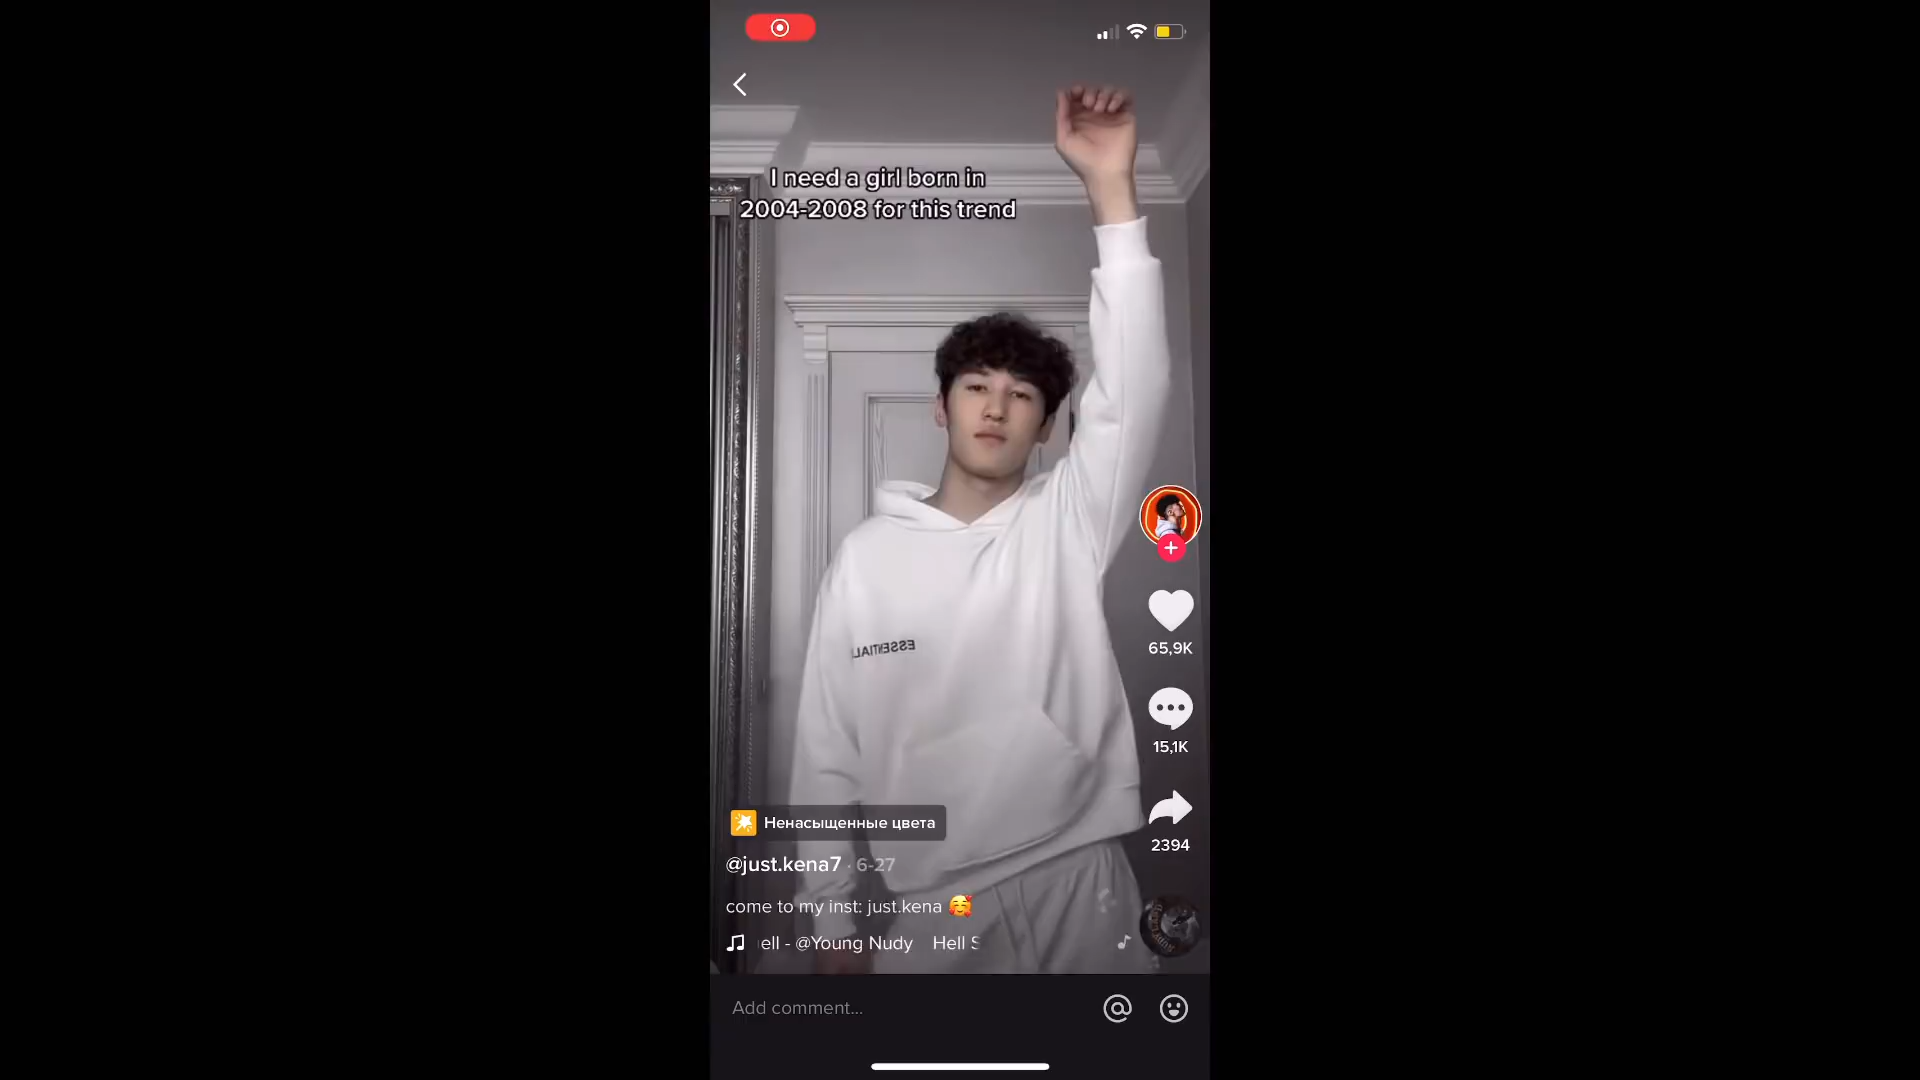 I need a girl born in
2004-2008 for this trend
ESSENTIAL
65,9K
15,1K
Ненасыщенные цвета
2394
@just.kena7 · 6-27
come to my inst: just.kena 🥰
ell - @Young Nudy Hell S
Add comment...